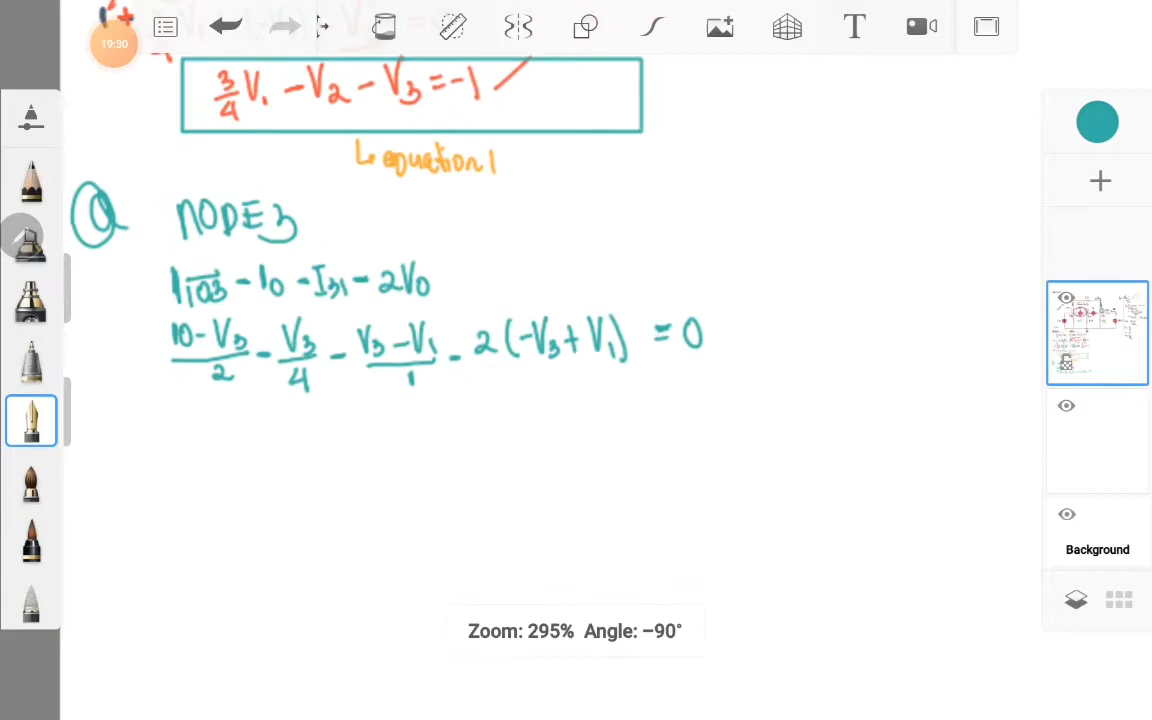 19:30
T
3/4 V1 - V2 - V3 = -1
↳ equation 1
@ NODE 3
- I0 - I31 - 2V0
(10 - V3)/2 - V3/4 - (V3 - V1)/1 - 2(-V3 + V1) = 0
Background
Zoom: 295% Angle: -90°